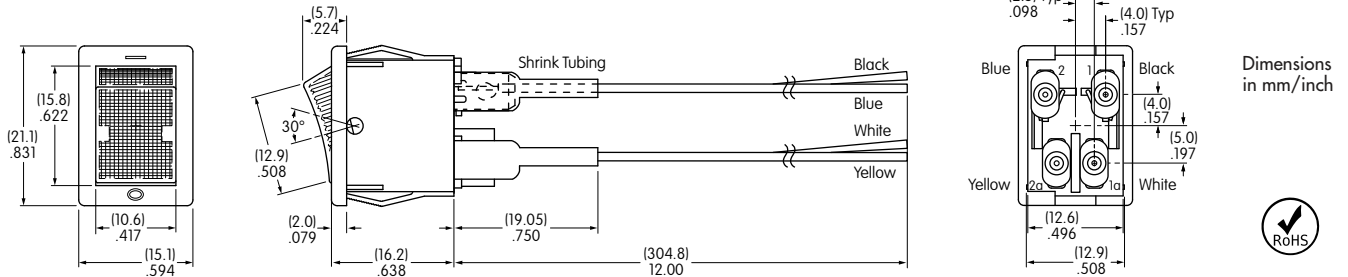 (5.7)
.224
(15.8)
.622
(21.1)
.831
(10.6)
.417
(15.1)
.594
30°
(12.9)
.508
(2.0)
.079
(16.2)
.638
Shrink Tubing
Black
Blue
White
Yellow
(19.05)
.750
(304.8)
12.00
Typ
.098
(4.0) Typ
.157
Blue
2
1
Black
(4.0)
.157
(5.0)
.197
Yellow
2a
1a
White
(12.6)
.496
(12.9)
.508
Dimensions
in mm/inch
RoHS